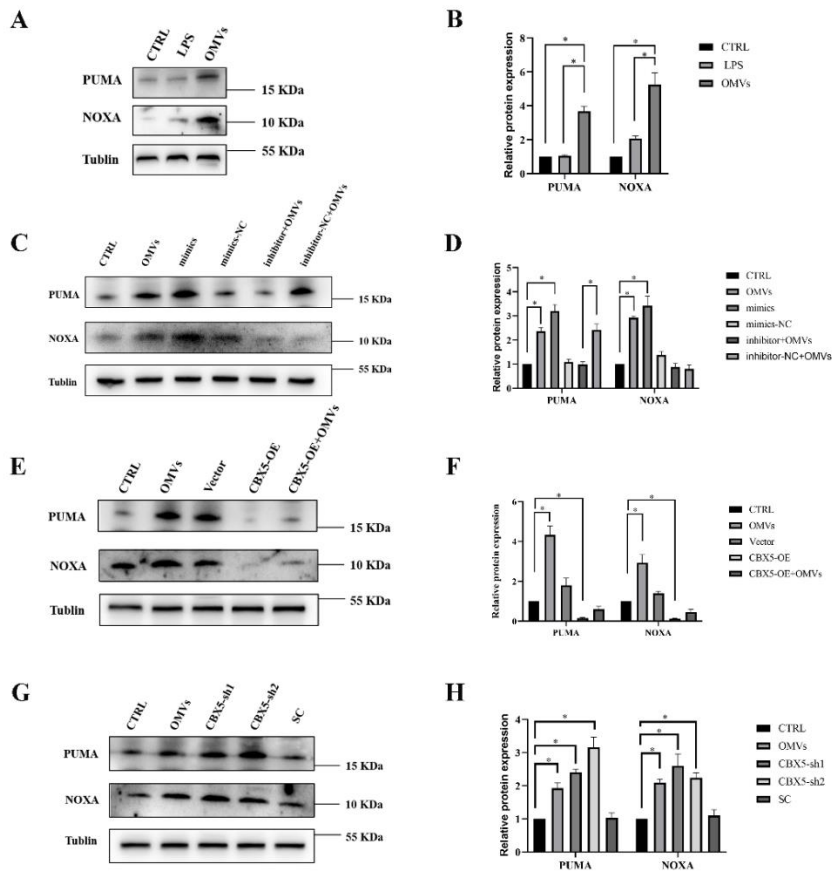 A
CTRL
LPS
OMVs
PUMA
15 KDa
NOXA
10 KDa
Tublin
55 KDa
B
Relative protein expression
8
6
4
2
0
PUMA
NOXA
* * * *
CTRL
LPS
OMVs
C
CTRL
OMVs
mimics
mimics-NC
inhibitor+OMVs
inhibitor-NC+OMVs
PUMA
15 KDa
NOXA
10 KDa
Tublin
55 KDa
D
Relative protein expression
5
4
3
2
1
0
PUMA
NOXA
* * * * *
CTRL
OMVs
mimics
mimics-NC
inhibitor+OMVs
inhibitor-NC+OMVs
E
CTRL
OMVs
Vector
CBX5-OE
CBX5-OE+OMVs
PUMA
15 KDa
NOXA
10 KDa
Tublin
55 KDa
F
Relative protein expression
6
4
2
0
PUMA
NOXA
* * * *
CTRL
OMVs
Vector
CBX5-OE
CBX5-OE+OMVs
G
CTRL
OMVs
CBX5-sh1
CBX5-sh2
SC
PUMA
15 KDa
NOXA
10 KDa
Tublin
55 KDa
H
Relative protein expression
4
3
2
1
0
PUMA
NOXA
* * * * * *
CTRL
OMVs
CBX5-sh1
CBX5-sh2
SC